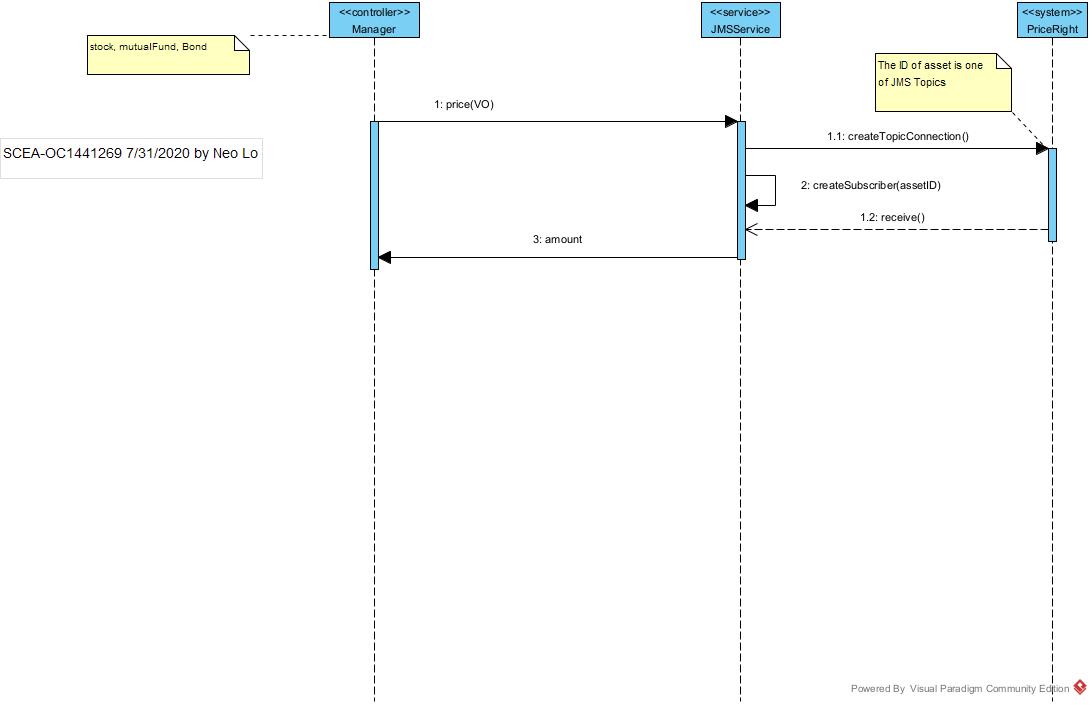 <<controller>>
Manager
<<service>>
JMSService
<<system>>
PriceRight
stock, mutualFund, Bond
The ID of asset is one
of JMS Topics
1: price(VO)
1.1: createTopicConnection()
SCEA-OC1441269 7/31/2020 by Neo Lo
2: createSubscriber(assetID)
1.2: receive()
3: amount
Powered By Visual Paradigm Community Edition